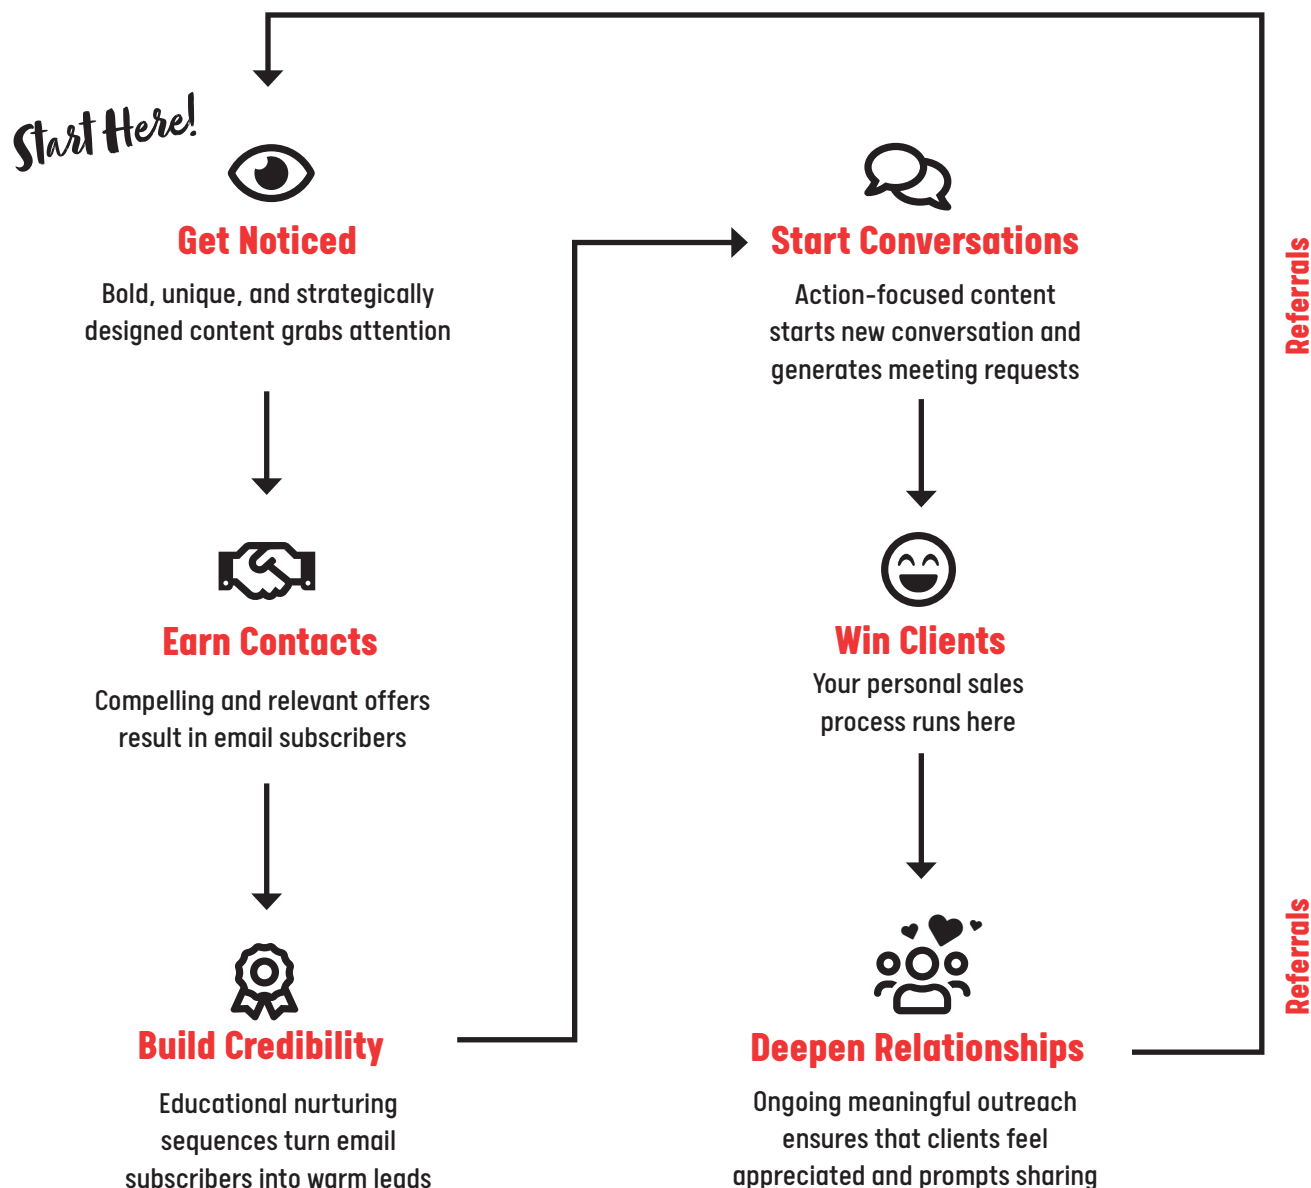 Start Here!
Get Noticed
Bold, unique, and strategically
designed content grabs attention
Earn Contacts
Compelling and relevant offers
result in email subscribers
Build Credibility
Educational nurturing
sequences turn email
subscribers into warm leads
Start Conversations
Action-focused content
starts new conversation and
generates meeting requests
Win Clients
Your personal sales
process runs here
Deepen Relationships
Ongoing meaningful outreach
ensures that clients feel
appreciated and prompts sharing
Referrals
Referrals